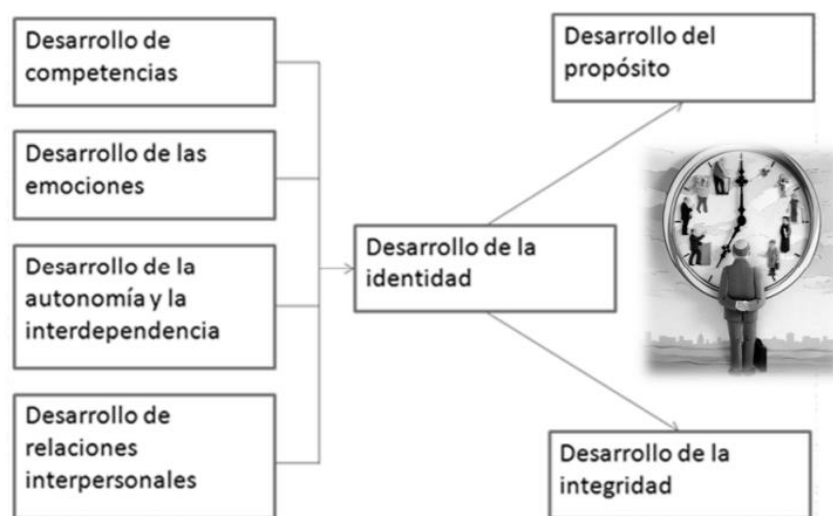 Desarrollo de
competencias
Desarrollo de las
emociones
Desarrollo de la
autonomía y la
interdependencia
Desarrollo de
relaciones
interpersonales
Desarrollo de la
identidad
Desarrollo del
propósito
Desarrollo de la
integridad